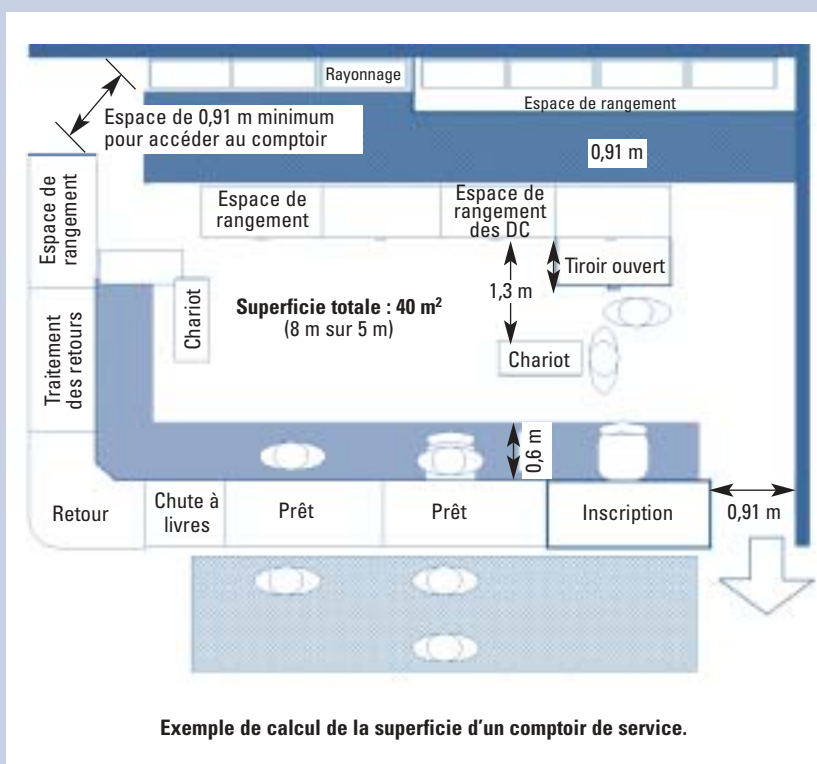 Rayonnage
Espace de rangement
Espace de 0,91 m minimum
pour accéder au comptoir
0,91 m
Espace de
rangement
Espace de
rangement
Espace de
rangement
des DC
Tiroir ouvert
1,3 m
Chariot
Superficie totale : 40 m²
(8 m sur 5 m)
Chariot
Traitement
des retours
0,6 m
Retour
Chute à
livres
Prêt
Prêt
Inscription
0,91 m
Exemple de calcul de la superficie d'un comptoir de service.